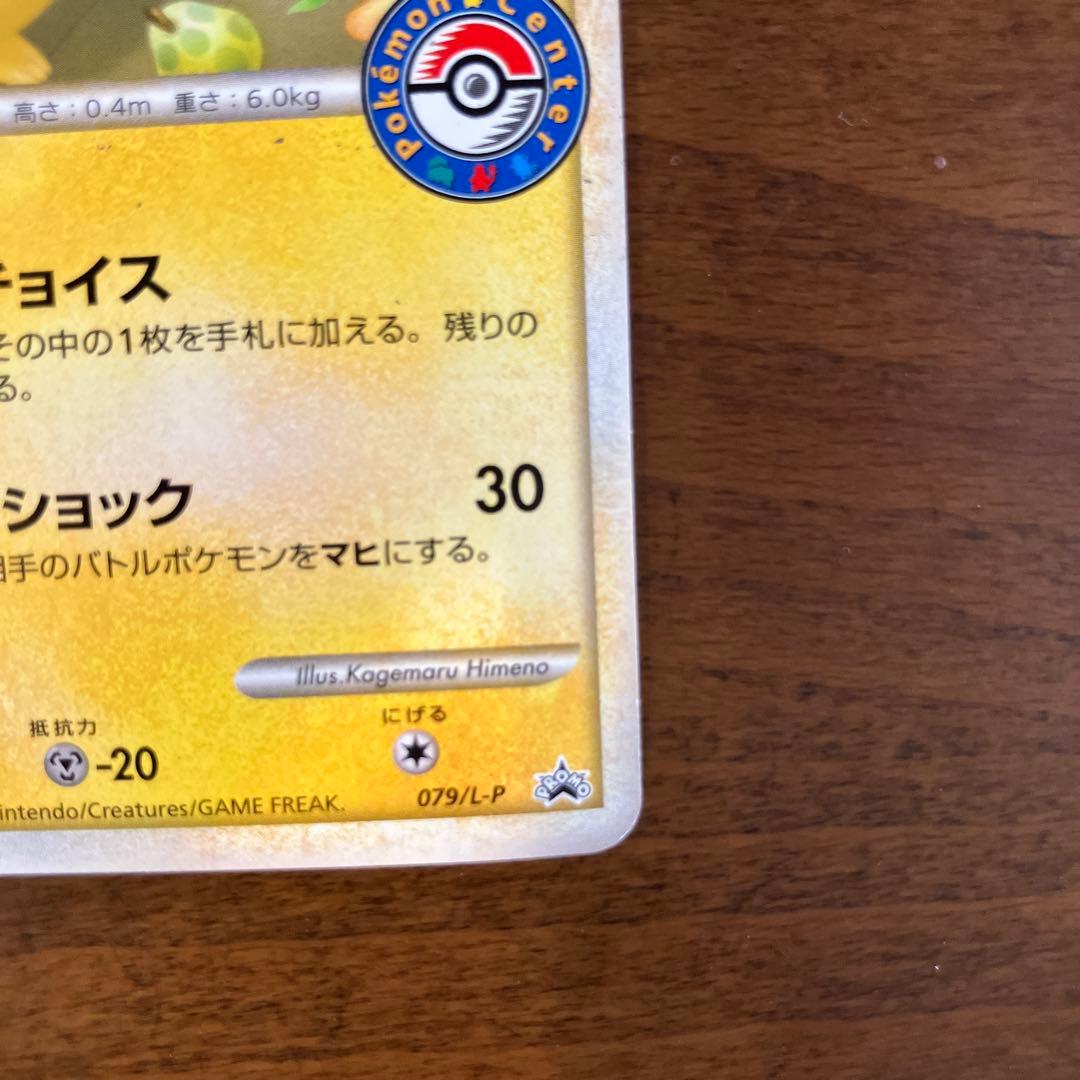 Pokémon Center
高さ：0.4m 重さ：6.0kg
チョイス
その中の1枚を手札に加える。残りの
る。
ショック
30
相手のバトルポケモンをマヒにする。
Illus.Kagemaru Himeno
抵抗力
にげる
-20
079/L-P
PROMO
intendo/Creatures/GAME FREAK.